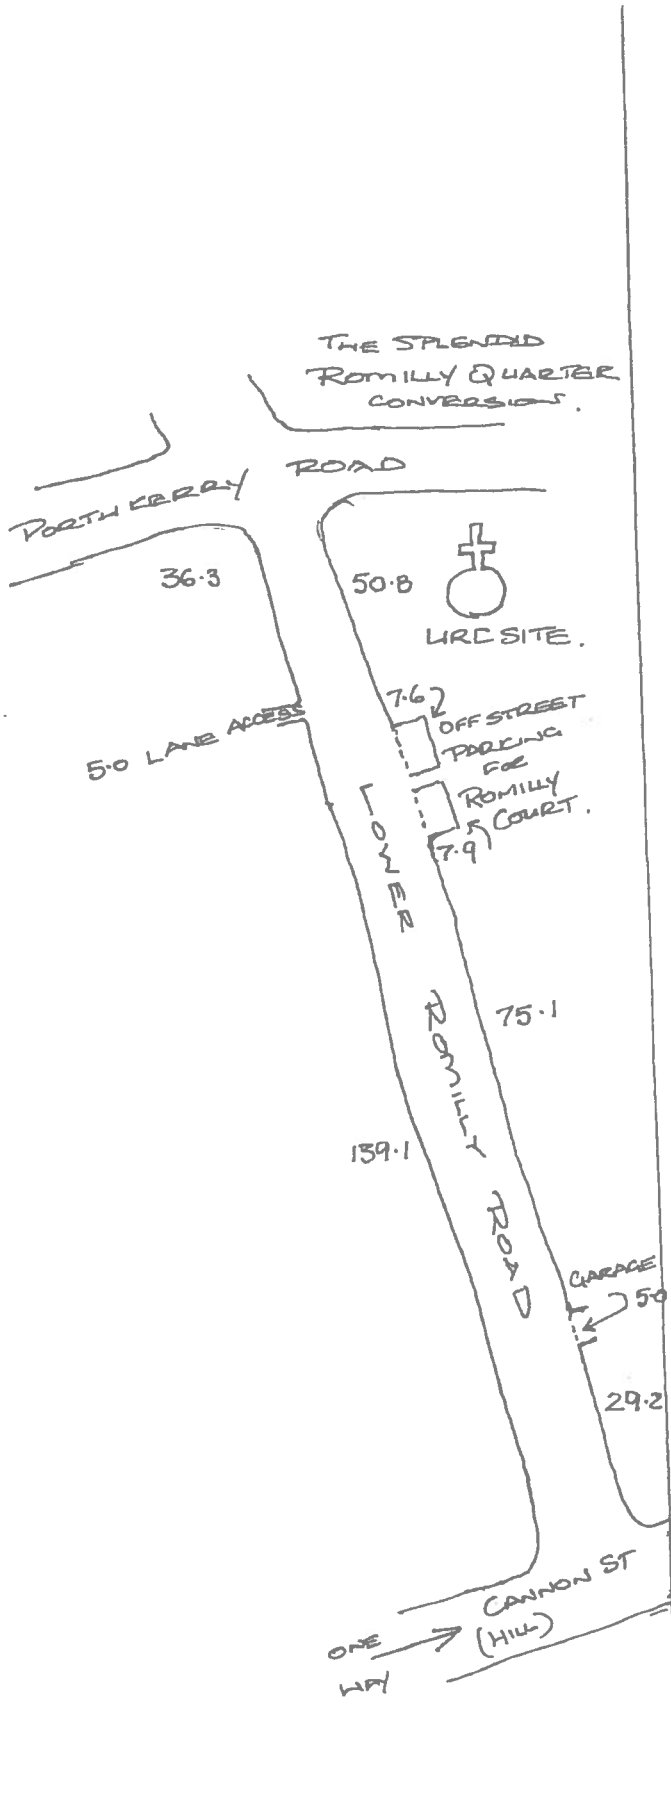 THE SPLENDID
ROMILLY QUARTER
CONVERSIONS.
PORTHKERRY ROAD
36.3
50.8
URC SITE.
7.6
OFF STREET
PARKING
FOR
ROMILLY
COURT.
7.9
5.0 LANE ACCESS
LOWER ROMILLY ROAD
75.1
139.1
GARAGE
5.0
29.2
CANNON ST
(HILL)
ONE
WAY